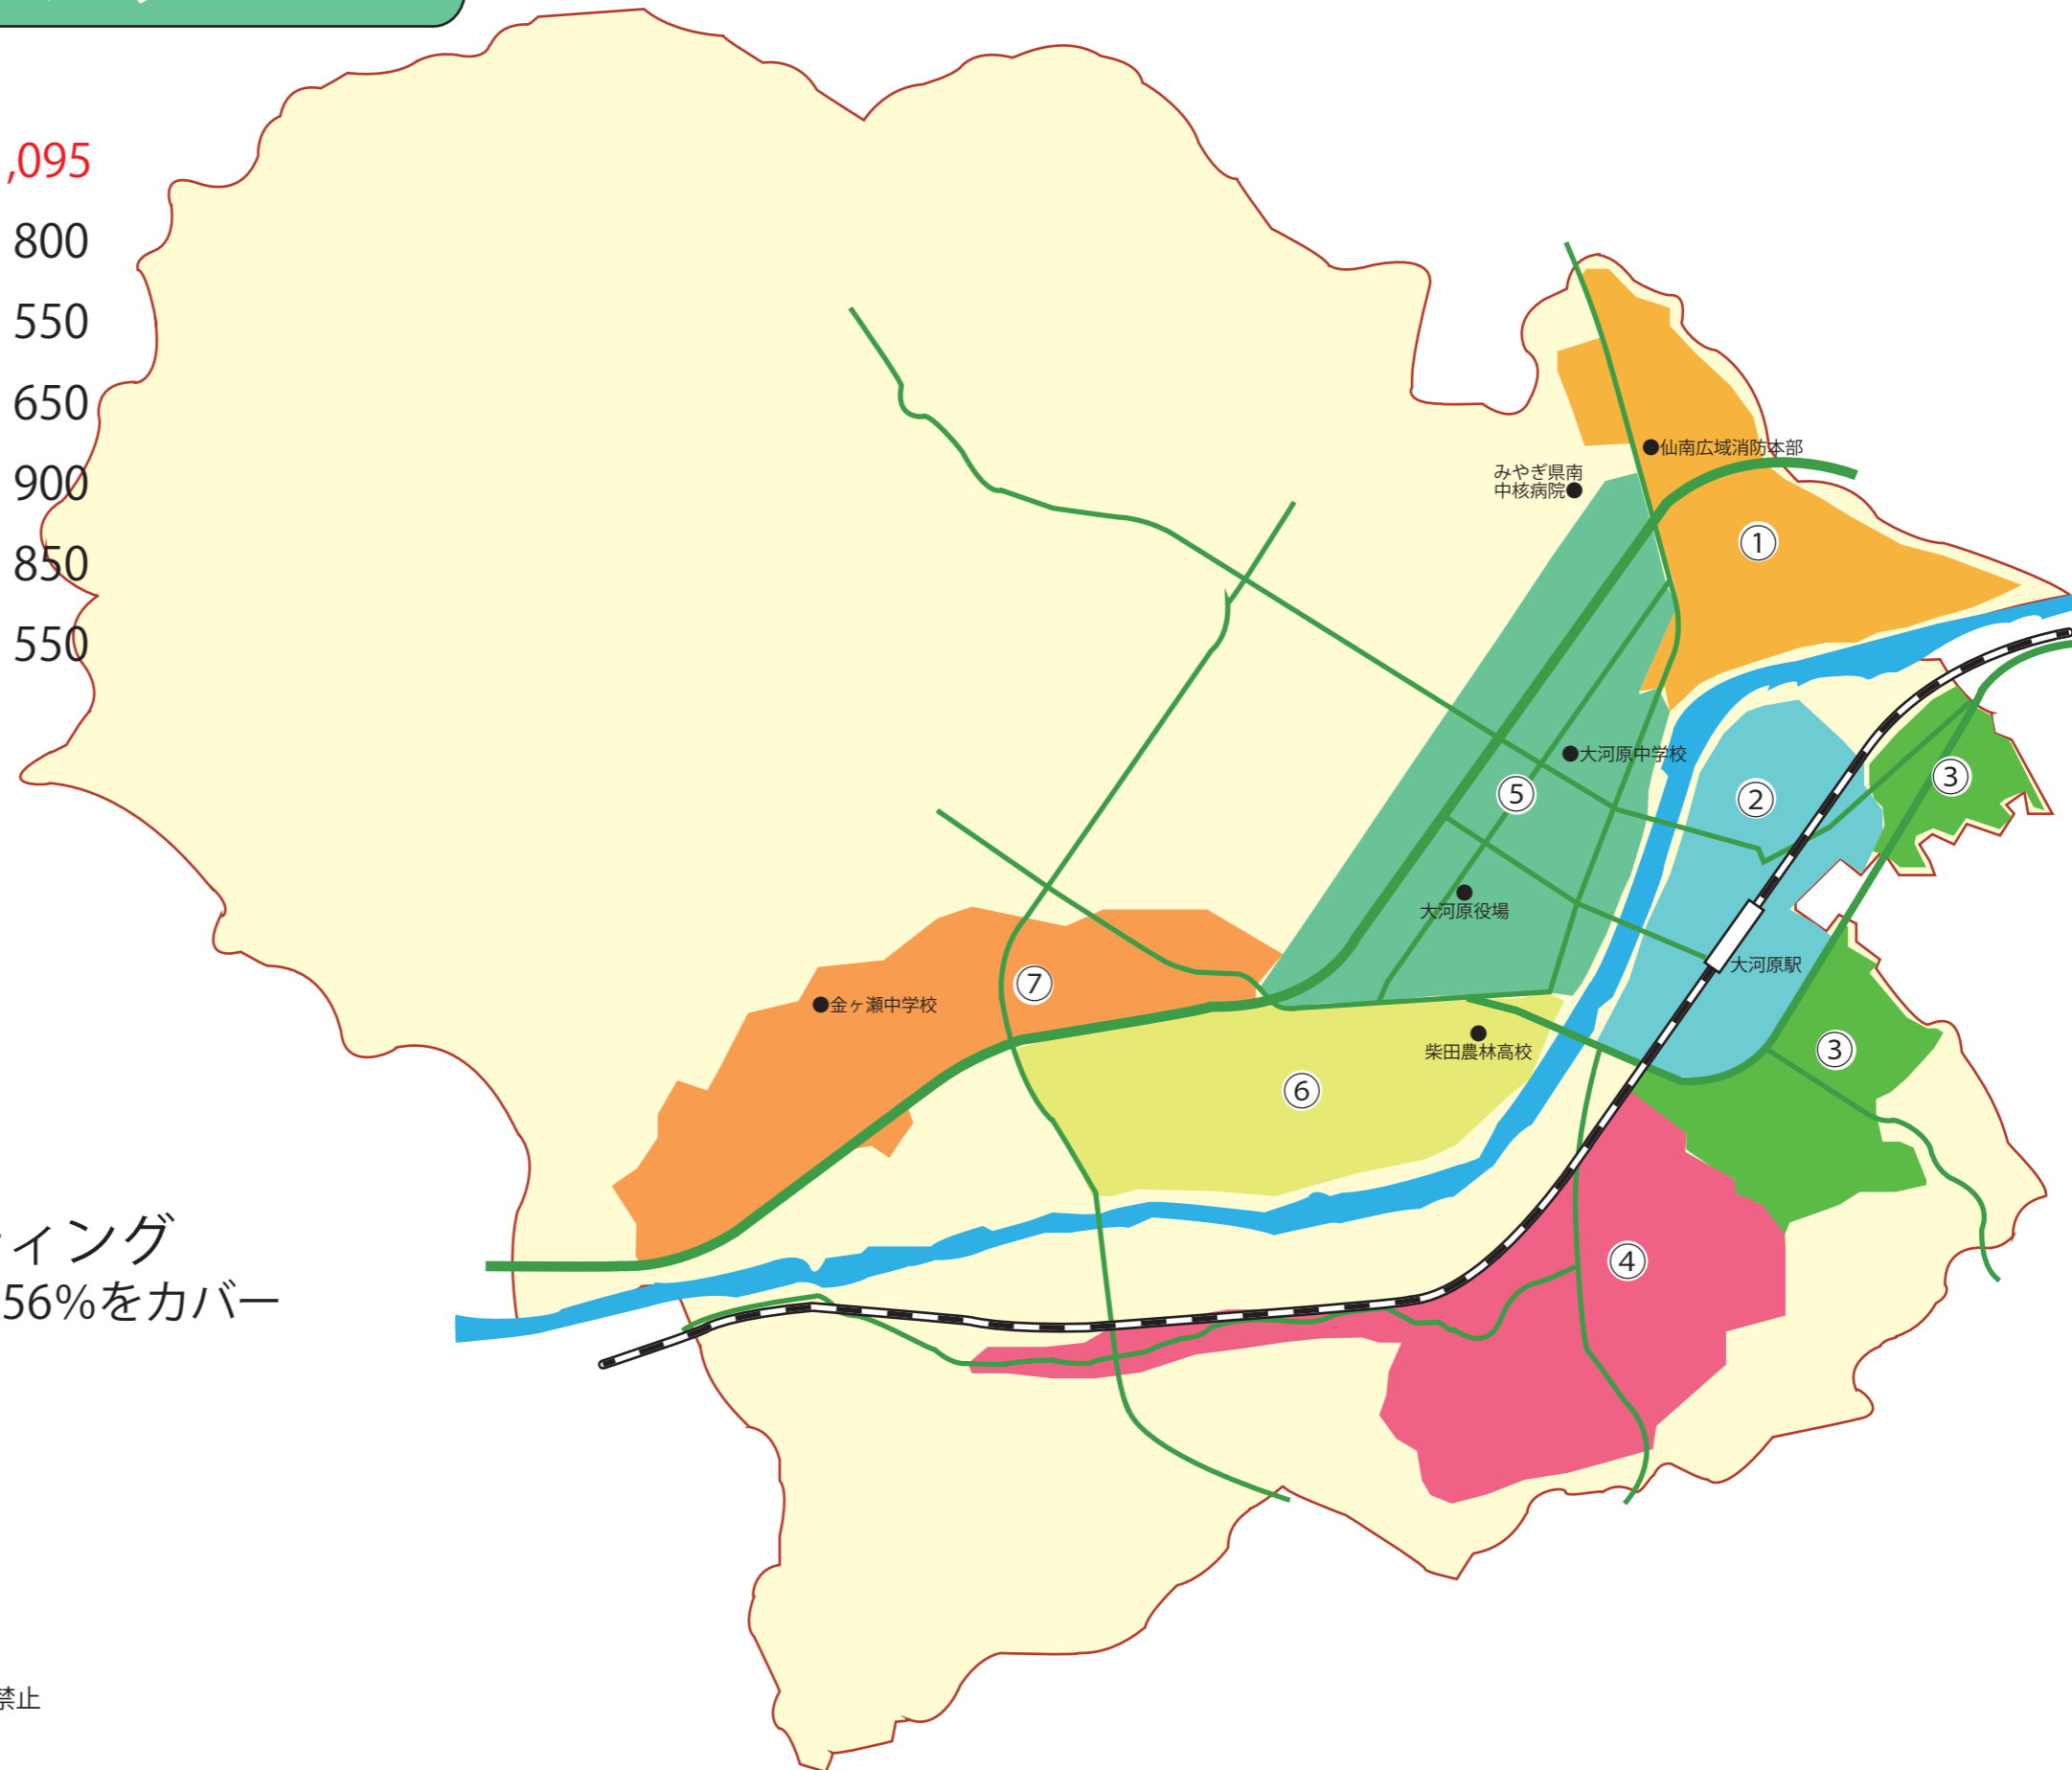 ,095
800
550
650
900
850
550
ィング
56%をカバー
禁止
仙南広域消防本部
みやぎ県南
中核病院
①
大河原中学校
⑤
②
③
大河原役場
大河原駅
⑦
金ヶ瀬中学校
柴田農林高校
③
⑥
④